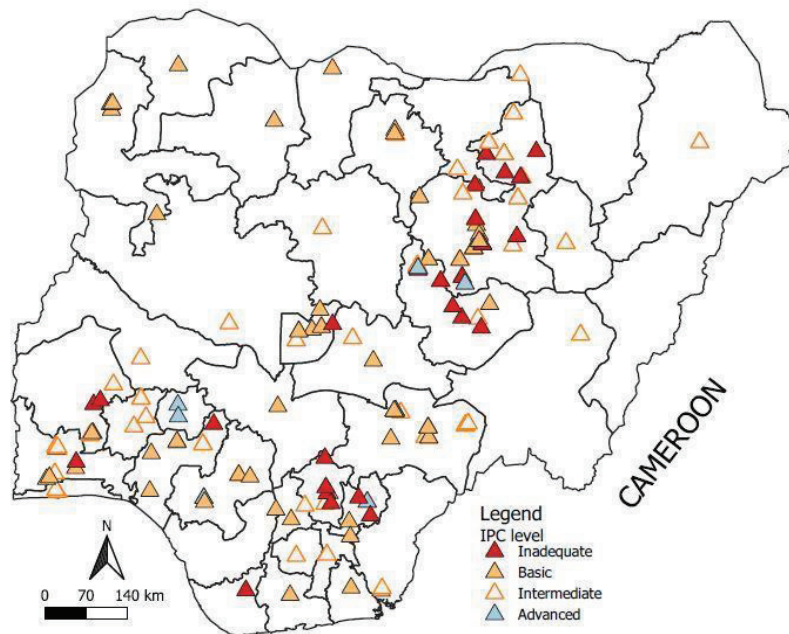 CAMEROON
Legend
IPC level
Inadequate
Basic
Intermediate
Advanced
N
0 70 140 km